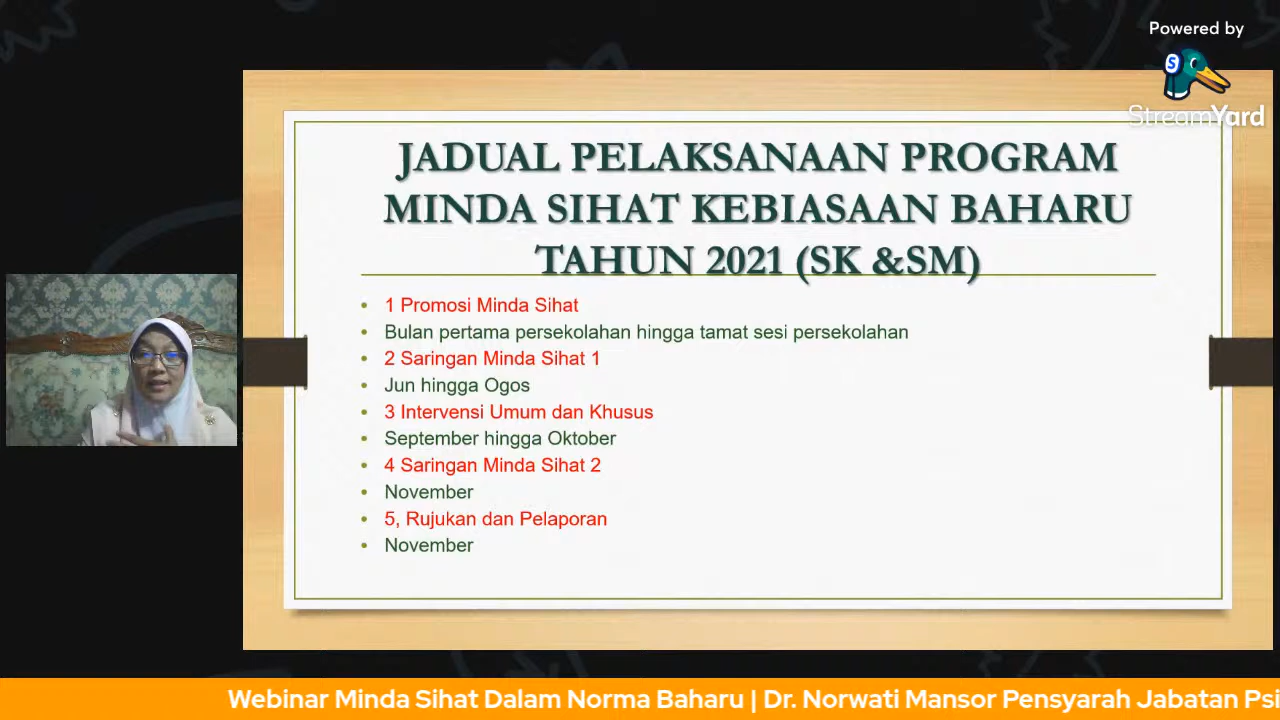 Powered by
StreamYard
JADUAL PELAKSANAAN PROGRAM
MINDA SIHAT KEBIASAAN BAHARU
TAHUN 2021 (SK &SM)
• 1 Promosi Minda Sihat
• Bulan pertama persekolahan hingga tamat sesi persekolahan
• 2 Saringan Minda Sihat 1
• Jun hingga Ogos
• 3 Intervensi Umum dan Khusus
• September hingga Oktober
• 4 Saringan Minda Sihat 2
• November
• 5, Rujukan dan Pelaporan
• November
Webinar Minda Sihat Dalam Norma Baharu | Dr. Norwati Mansor Pensyarah Jabatan Psi